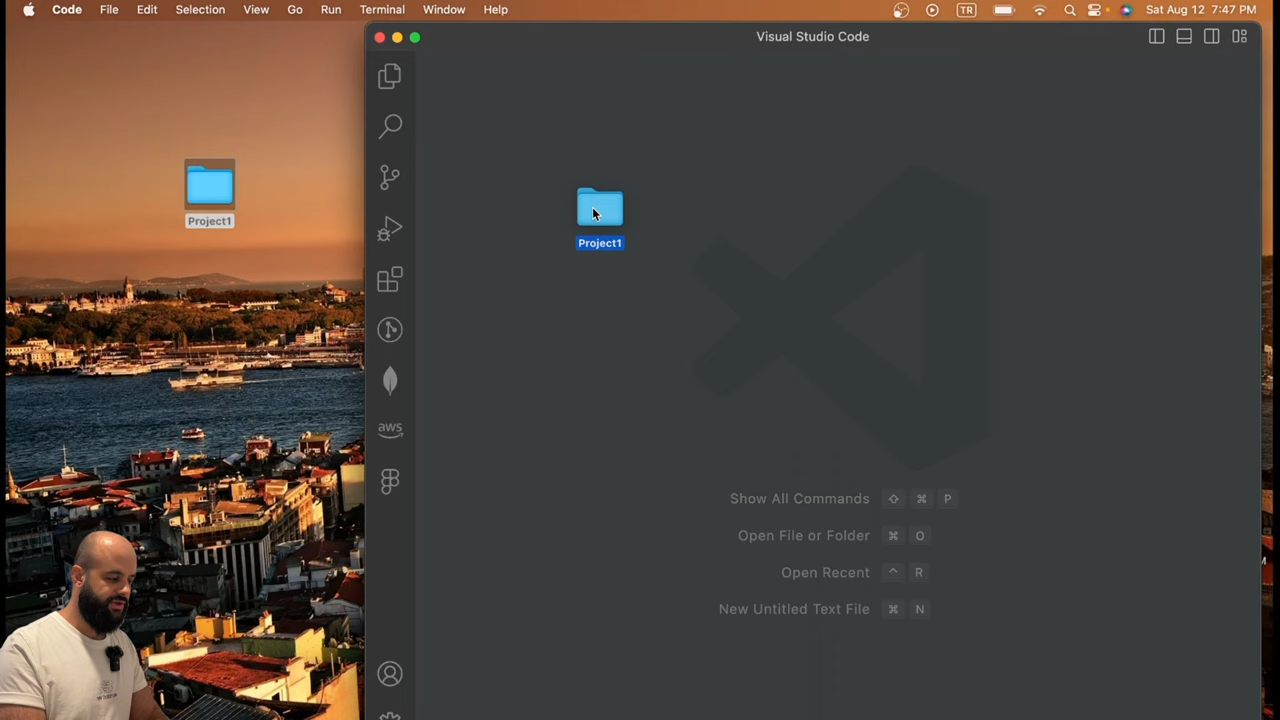 Code File Edit Selection View Go Run Terminal Window Help TR Sat Aug 12 7:47 PM
Visual Studio Code
Project1
Project1
aws
Show All Commands ⇧ ⌘ P
Open File or Folder ⌘ O
Open Recent ^ R
New Untitled Text File ⌘ N